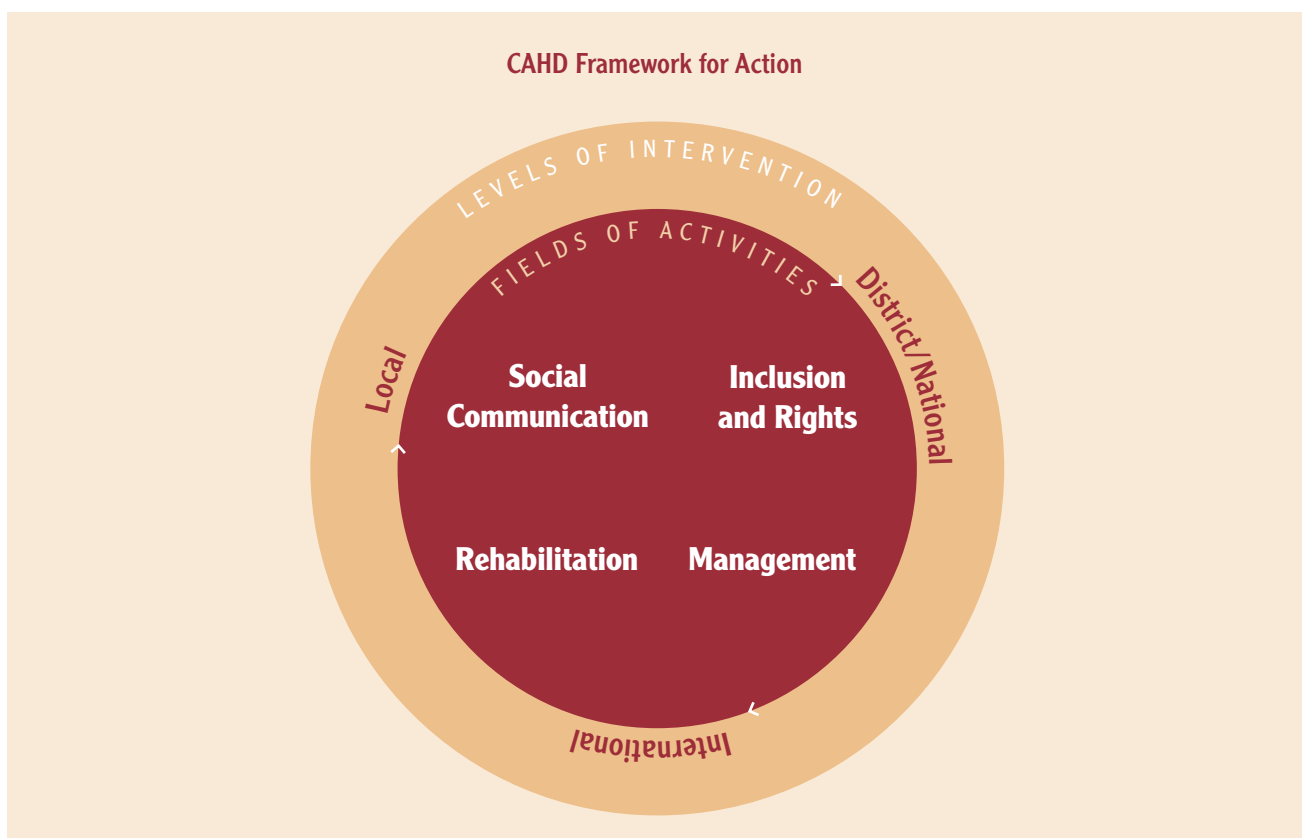 CAHD Framework for Action
LEVELS OF INTERVENTION
FIELDS OF ACTIVITIES
Local
District/National
Social
Communication
Inclusion
and Rights
Rehabilitation
Management
International